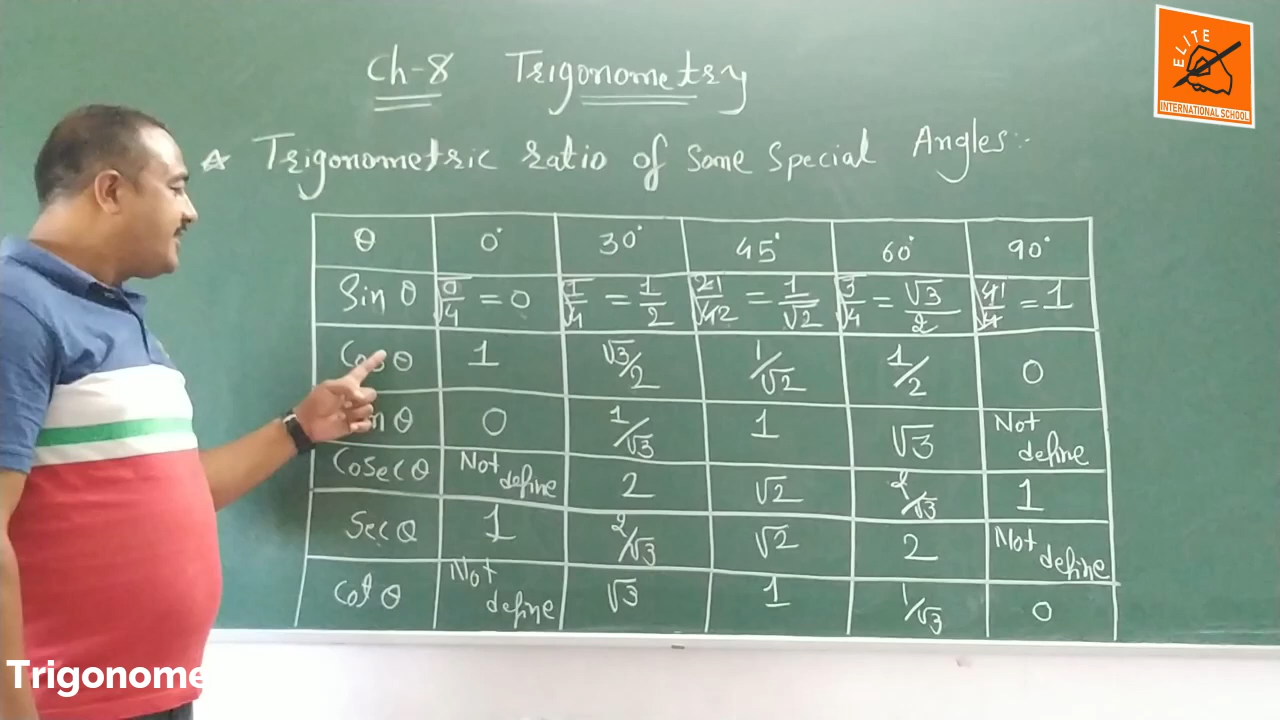 ELITE
INTERNATIONAL SCHOOL
Ch-8 Trigonometry
Trigonometric ratio of some special Angles:-
θ 0° 30° 45° 60° 90°
Sin θ √0/4 = 0 √1/4 = 1/2 √2/4 = 1/√2 √3/4 = √3/2 √4/4 = 1
Cos θ 1 √3/2 1/√2 1/2 0
θ 0 1/√3 1 √3 Not define
Cosec θ Not define 2 √2 2/√3 1
Sec θ 1 2/√3 √2 2 Not define
Cot θ Not define √3 1 1/√3 0
Trigonome